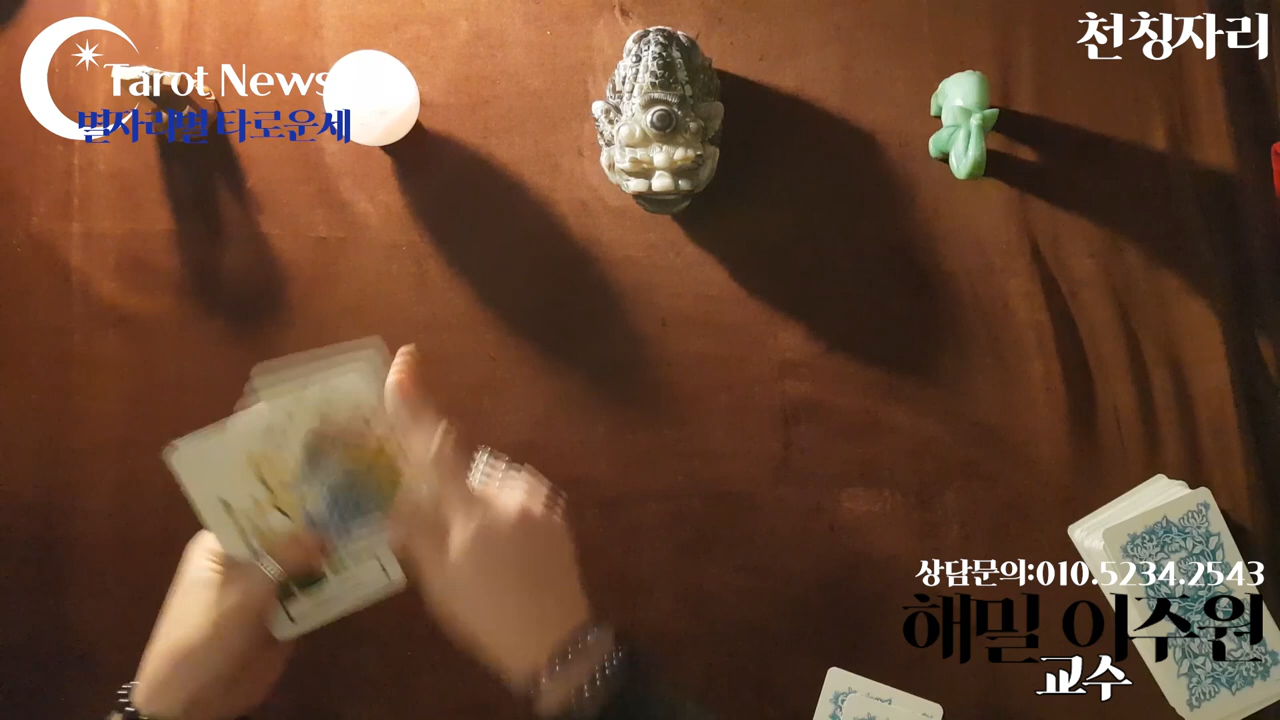 Tarot News
별자리별 타로운세
천칭자리
상담문의:010.5234.2543
해밀 이주원
교수